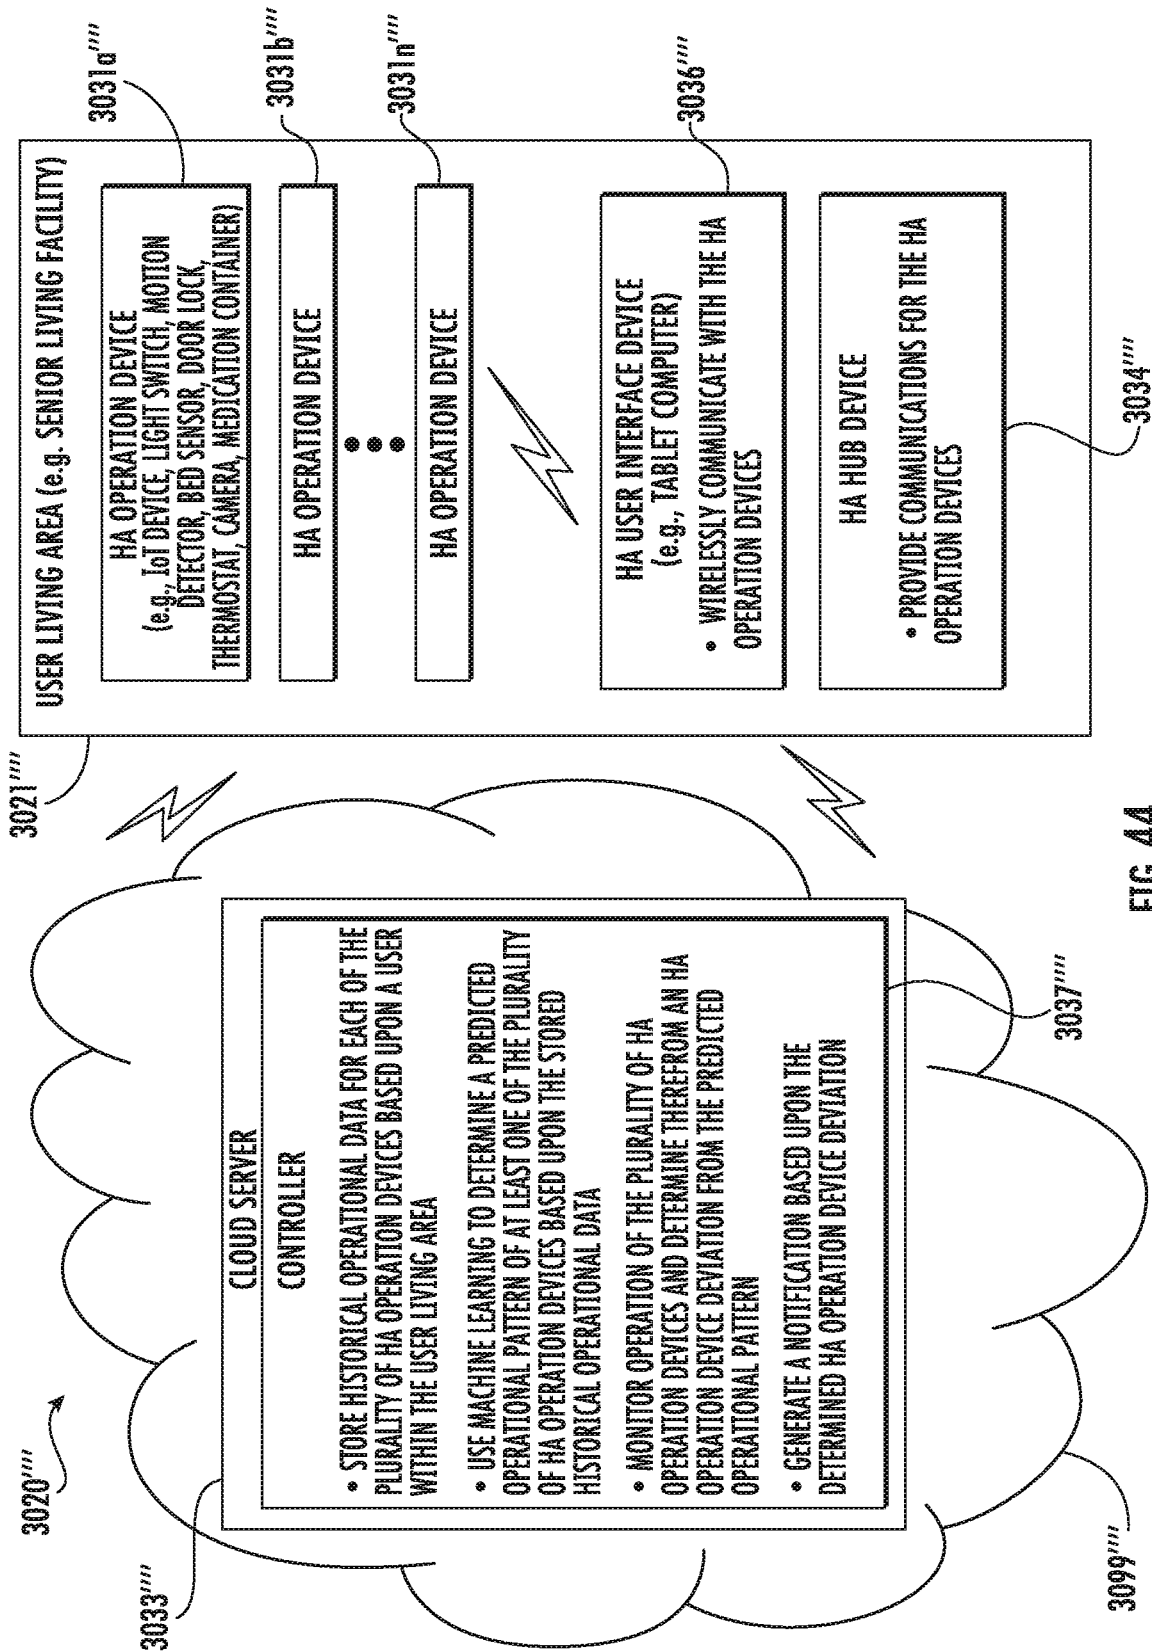 3020''''
3033''''
CLOUD SERVER
CONTROLLER
• STORE HISTORICAL OPERATIONAL DATA FOR EACH OF THE
PLURALITY OF HA OPERATION DEVICES BASED UPON A USER
WITHIN THE USER LIVING AREA
• USE MACHINE LEARNING TO DETERMINE A PREDICTED
OPERATIONAL PATTERN OF AT LEAST ONE OF THE PLURALITY
OF HA OPERATION DEVICES BASED UPON THE STORED
HISTORICAL OPERATIONAL DATA
• MONITOR OPERATION OF THE PLURALITY OF HA
OPERATION DEVICES AND DETERMINE THEREFROM AN HA
OPERATION DEVICE DEVIATION FROM THE PREDICTED
OPERATIONAL PATTERN
• GENERATE A NOTIFICATION BASED UPON THE
DETERMINED HA OPERATION DEVICE DEVIATION
3037''''
3099''''
3021''''
USER LIVING AREA (e.g. SENIOR LIVING FACILITY)
HA OPERATION DEVICE
(e.g., IoT DEVICE, LIGHT SWITCH, MOTION
DETECTOR, BED SENSOR, DOOR LOCK,
THERMOSTAT, CAMERA, MEDICATION CONTAINER)
3031a''''
HA OPERATION DEVICE
3031b''''
HA OPERATION DEVICE
3031n''''
HA USER INTERFACE DEVICE
(e.g., TABLET COMPUTER)
• WIRELESSLY COMMUNICATE WITH THE HA
OPERATION DEVICES
3036''''
HA HUB DEVICE
• PROVIDE COMMUNICATIONS FOR THE HA
OPERATION DEVICES
3034''''
FIG. 44